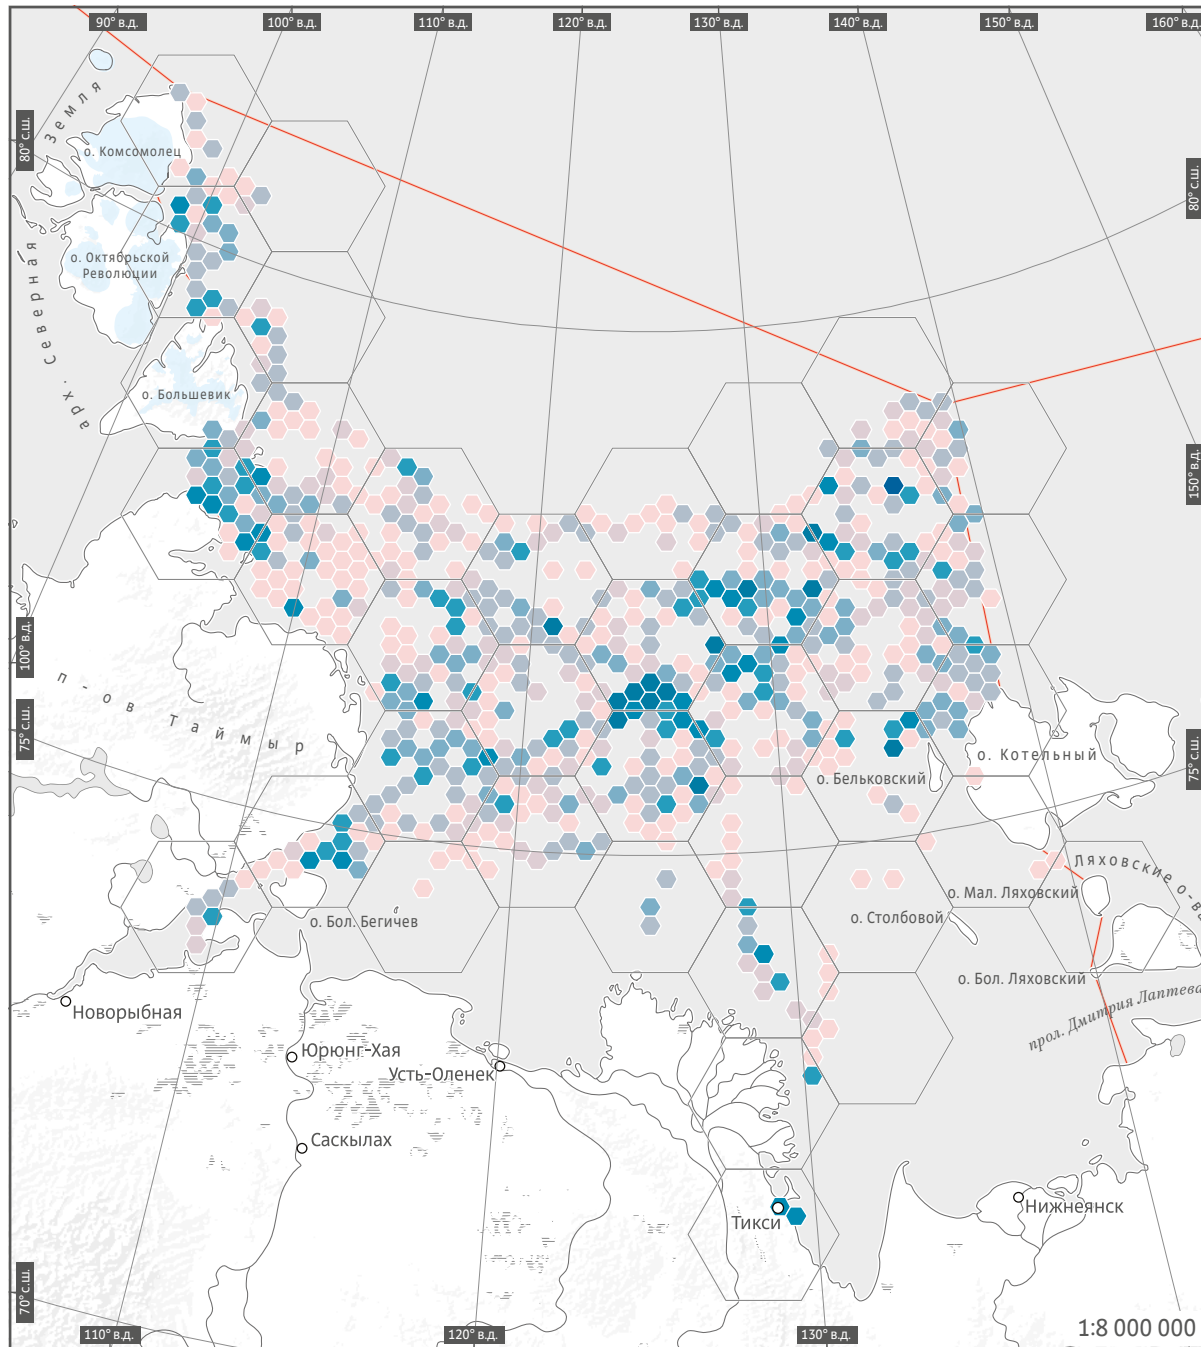 90° в.д.
100° в.д.
110° в.д.
120° в.д.
130° в.д.
140° в.д.
150° в.д.
160° в.д.
80° с.ш.
Земля
о. Комсомолец
80° с.ш.
арх. Северная
о. Октябрьской
Революции
о. Большевик
150° в.д.
100° в.д.
п-ов Таймыр
75° с.ш.
75° с.ш.
о. Котельный
о. Бельковский
Ляховские о-ва
о. Мал. Ляховский
о. Столбовой
о. Бол. Бегичев
о. Бол. Ляховский
прол. Дмитрия Лаптева
Новорыбная
Юрюнг-Хая
Усть-Оленек
Саскылах
Тикси
Нижнеянск
70° с.ш.
110° в.д.
120° в.д.
130° в.д.
1:8 000 000